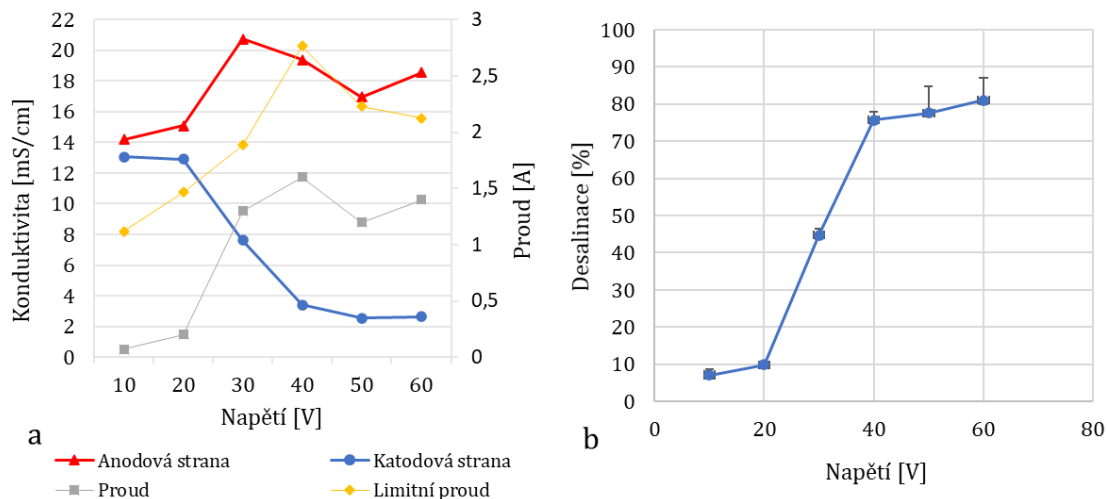 22
20
18
16
14
12
10
8
6
4
2
0
Konduktivita [mS/cm]
3
2,5
2
1,5
1
0,5
0
Proud [A]
10 20 30 40 50 60
Napětí [V]
a
Anodová strana
Katodová strana
Proud
Limitní proud
100
90
80
70
60
50
40
30
20
10
0
Desalinace [%]
0 20 40 60 80
Napětí [V]
b